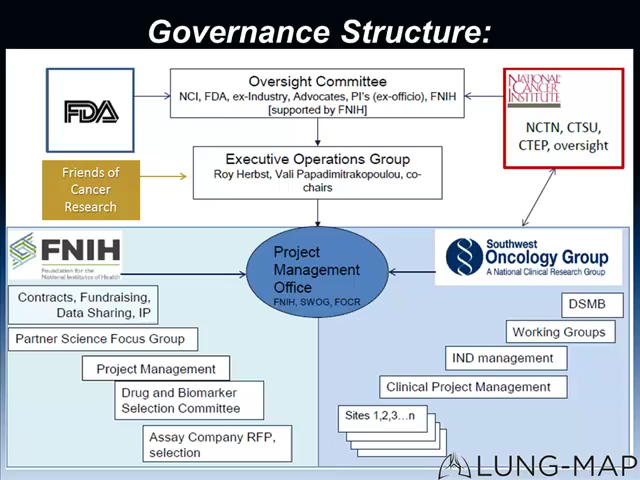 Governance Structure:
FDA
Oversight Committee
NCI, FDA, ex-Industry, Advocates, PI's (ex-officio), FNIH
[supported by FNIH]
NATIONAL
CANCER
INSTITUTE
NCTN, CTSU,
CTEP, oversight
Friends of
Cancer
Research
Executive Operations Group
Roy Herbst, Vali Papadimitrakopoulou, co-
chairs
FNIH
Foundation for the
National Institutes of Health
Project
Management
Office
FNIH, SWOG, FOCR
Southwest
Oncology Group
A National Clinical Research Group
Contracts, Fundraising,
Data Sharing, IP
Partner Science Focus Group
Project Management
Drug and Biomarker
Selection Committee
Assay Company RFP,
selection
DSMB
Working Groups
IND management
Clinical Project Management
Sites 1,2,3…n
LUNG-MAP